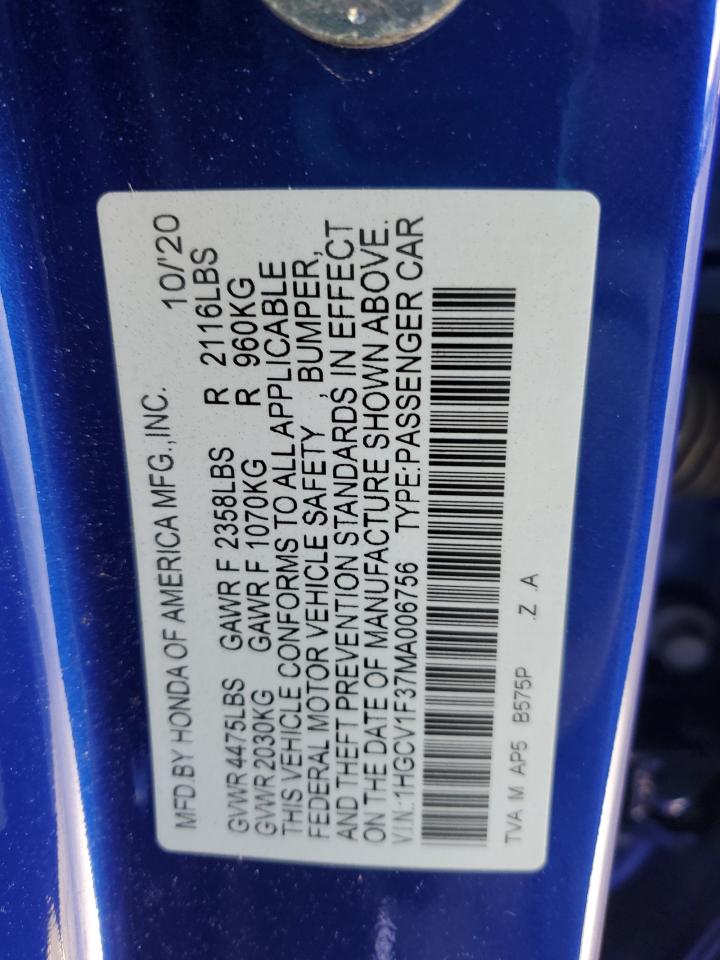 MFD.BY HONDA OF AMERICA MFG.,INC. 10/'20
GVWR 4475LBS GAWR F 2358LBS R 2116LBS
GVWR 2030KG GAWR F 1070KG R 960KG
THIS VEHICLE CONFORMS TO ALL APPLICABLE
FEDERAL MOTOR VEHICLE SAFETY , BUMPER,
AND THEFT PREVENTION STANDARDS IN EFFECT
ON THE DATE OF MANUFACTURE SHOWN ABOVE.
V.I.N.:1HGCV1F37MA006756 TYPE:PASSENGER CAR
TVA M AP5 B575P .Z .A